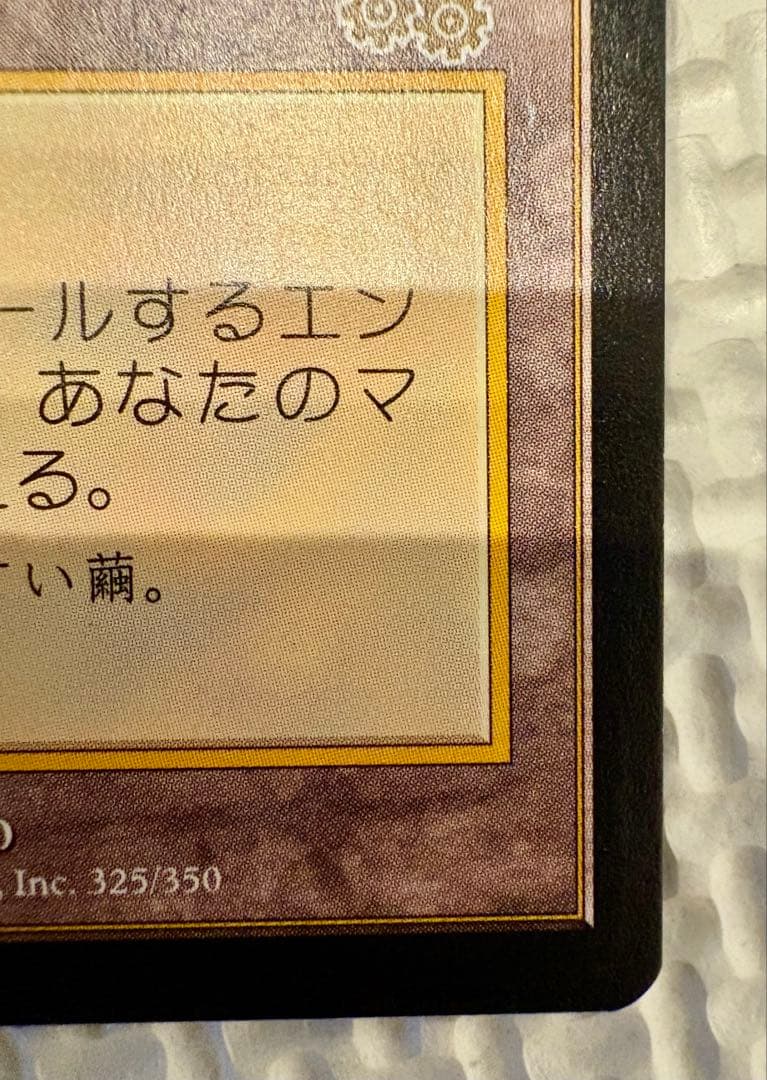 ールするエン
あなたのマ
る。
い繭。
, Inc. 325/350